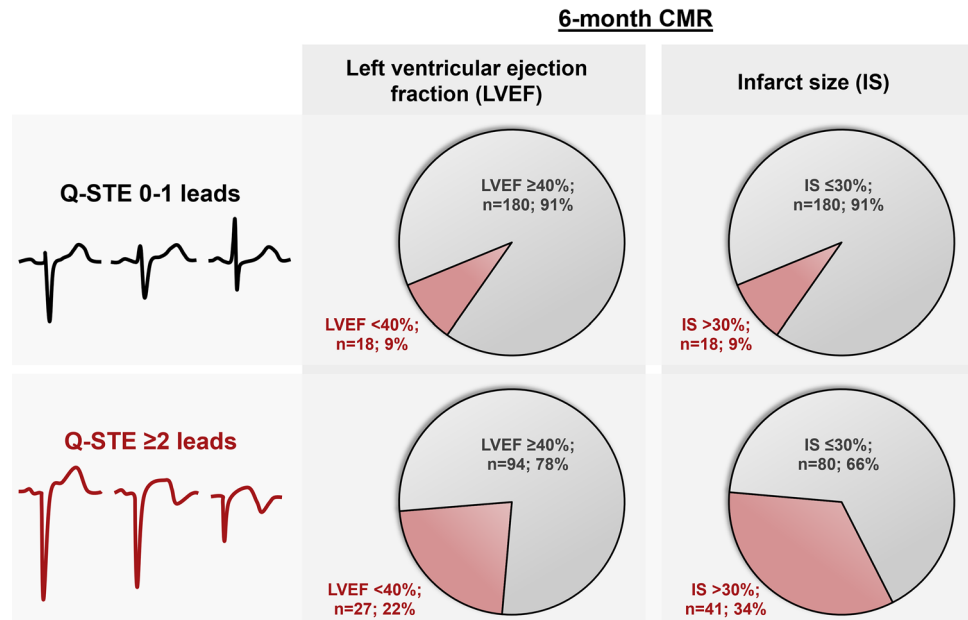 6-month CMR
Left ventricular ejection
fraction (LVEF)
Infarct size (IS)
Q-STE 0-1 leads
LVEF ≥40%;
n=180; 91%
LVEF <40%;
n=18; 9%
IS ≤30%;
n=180; 91%
IS >30%;
n=18; 9%
Q-STE ≥2 leads
LVEF ≥40%;
n=94; 78%
LVEF <40%;
n=27; 22%
IS ≤30%;
n=80; 66%
IS >30%;
n=41; 34%